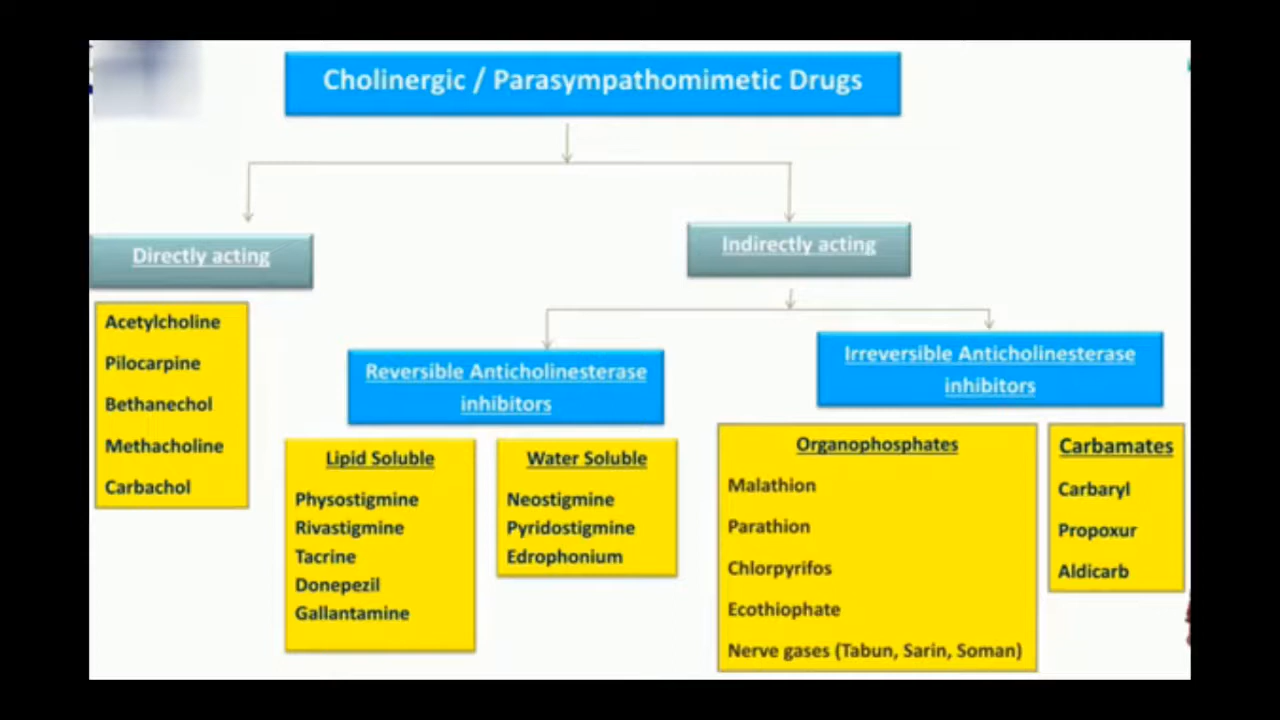 Cholinergic / Parasympathomimetic Drugs
Directly acting
Acetylcholine
Pilocarpine
Bethanechol
Methacholine
Carbachol
Indirectly acting
Reversible Anticholinesterase
inhibitors
Lipid Soluble
Physostigmine
Rivastigmine
Tacrine
Donepezil
Gallantamine
Water Soluble
Neostigmine
Pyridostigmine
Edrophonium
Irreversible Anticholinesterase
inhibitors
Organophosphates
Malathion
Parathion
Chlorpyrifos
Ecothiophate
Nerve gases (Tabun, Sarin, Soman)
Carbamates
Carbaryl
Propoxur
Aldicarb